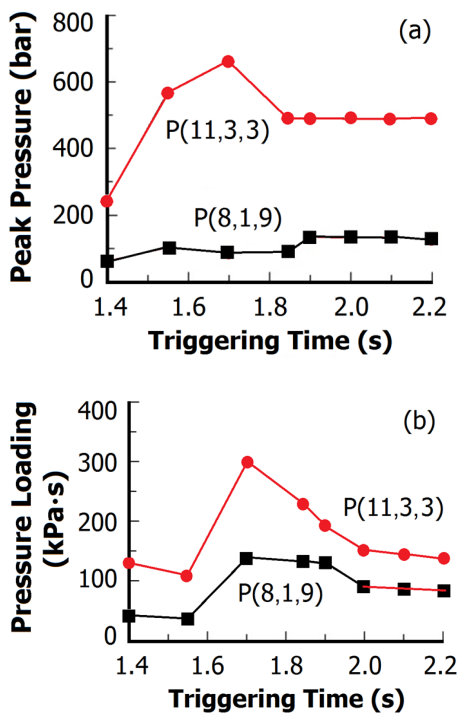 800
(a)
600
P(11,3,3)
400
P(8,1,9)
200
0
Peak Pressure (bar)
1.4 1.6 1.8 2.0 2.2
Triggering Time (s)
400
(b)
300
P(11,3,3)
150
P(8,1,9)
100
0
Pressure Loading
(kPa·s)
1.4 1.6 1.8 2.0 2.2
Triggering Time (s)